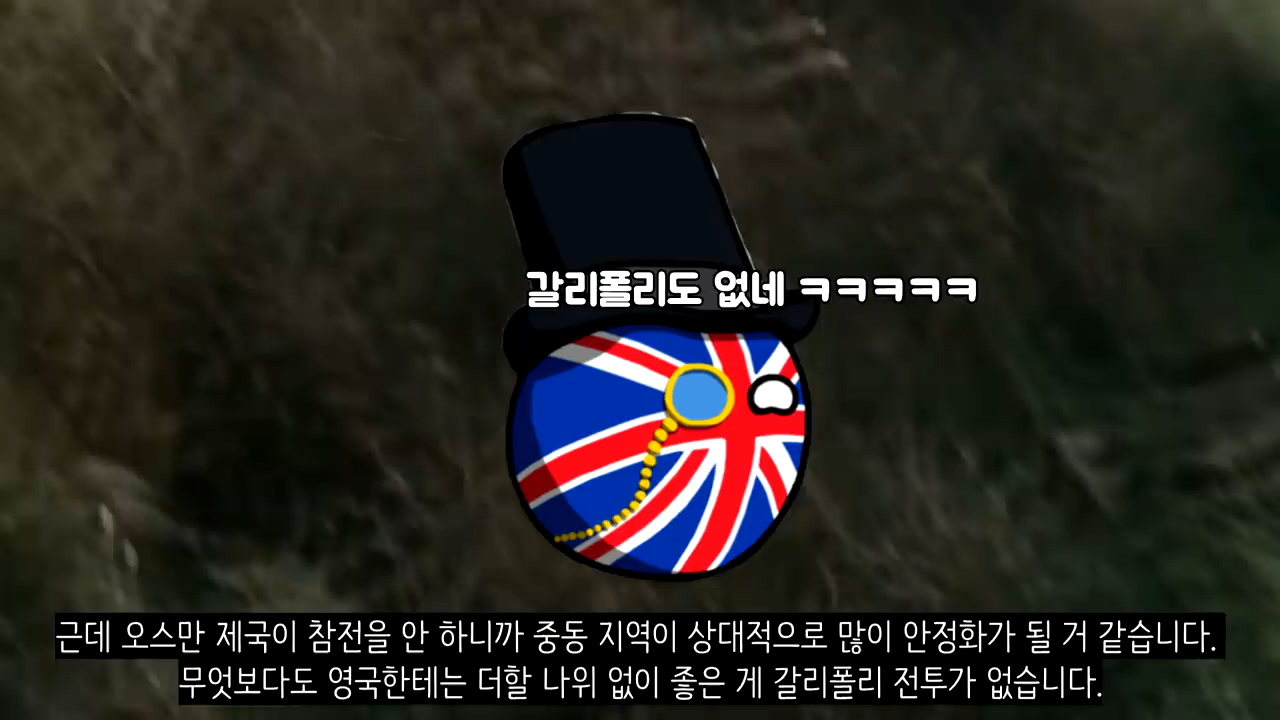 갈리폴리도 없네 ㅋㅋㅋㅋㅋ
근데 오스만 제국이 참전을 안 하니까 중동 지역이 상대적으로 많이 안정화가 될 거 같습니다.
무엇보다도 영국한테는 더할 나위 없이 좋은 게 갈리폴리 전투가 없습니다.